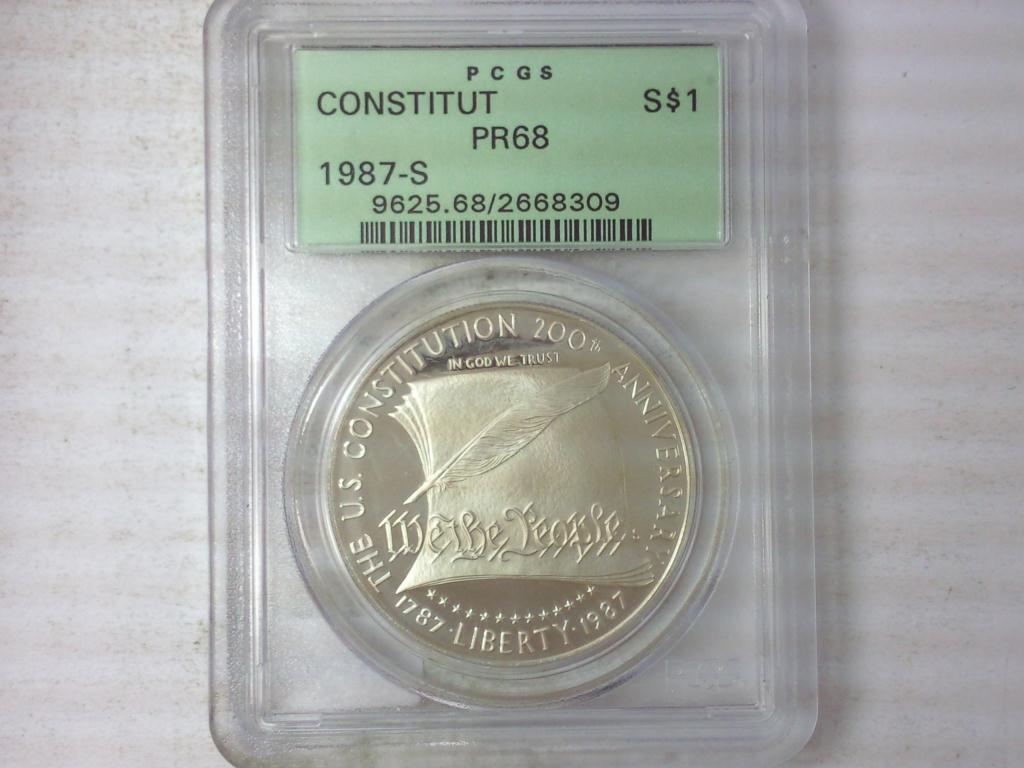 PCGS
CONSTITUT S$1
PR68
1987-S
9625.68/2668309
THE U.S. CONSTITUTION 200th ANNIVERSARY
IN GOD WE TRUST
We the People
1787 · LIBERTY · 1987
PCGS